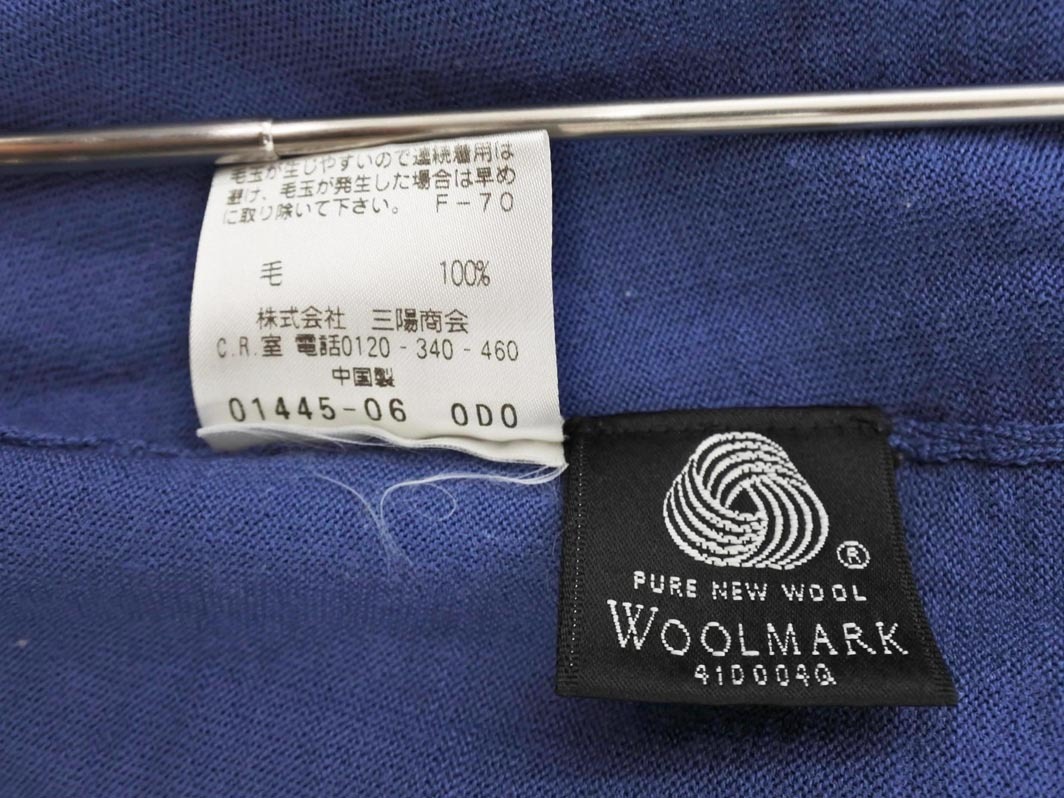 毛玉が生じやすいので連続着用は
避け、毛玉が発生した場合は早め
に取り除いて下さい。 F-70
毛 100%
株式会社 三陽商会
C.R.室 電話0120-340-460
中国製
01445-06 0D0
®
PURE NEW WOOL
WOOLMARK
41D004Q